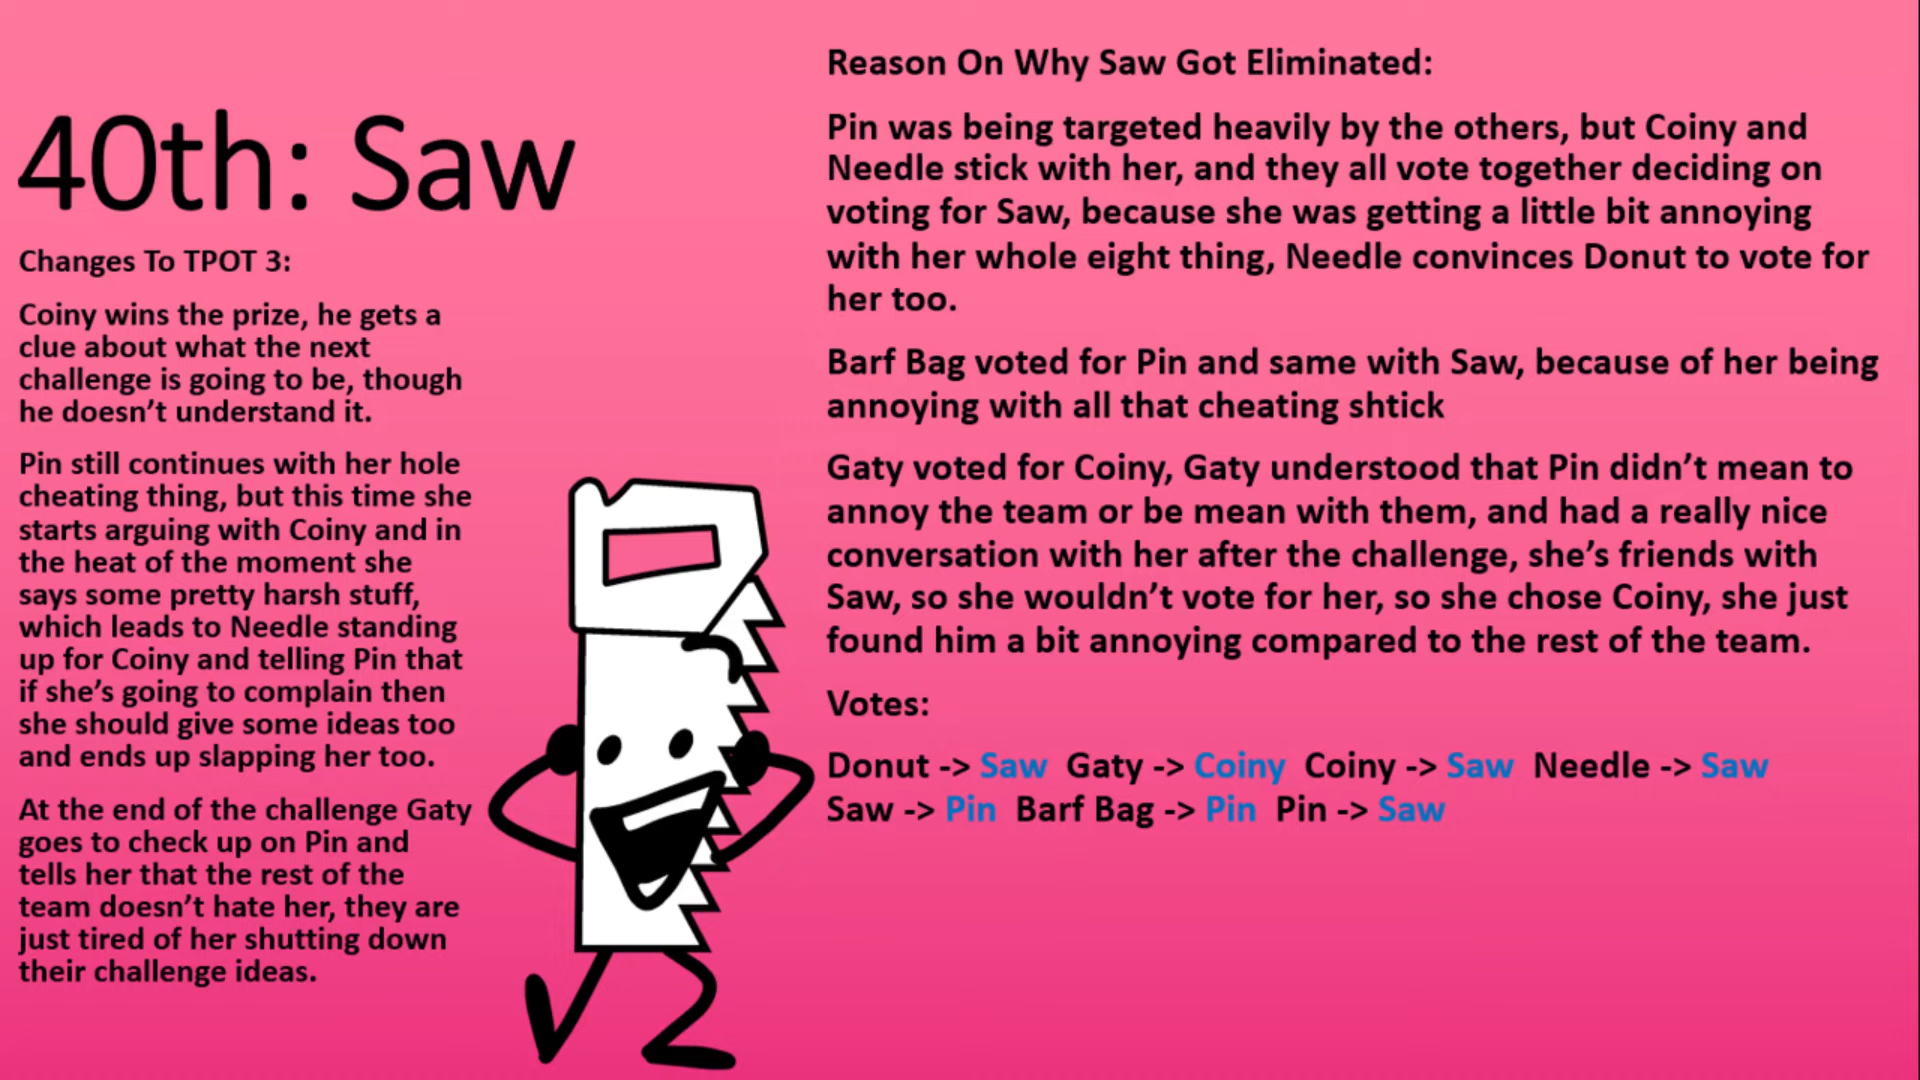 40th: Saw
Changes To TPOT 3:
Coiny wins the prize, he gets a
clue about what the next
challenge is going to be, though
he doesn't understand it.
Pin still continues with her hole
cheating thing, but this time she
starts arguing with Coiny and in
the heat of the moment she
says some pretty harsh stuff,
which leads to Needle standing
up for Coiny and telling Pin that
if she's going to complain then
she should give some ideas too
and ends up slapping her too.
At the end of the challenge Gaty
goes to check up on Pin and
tells her that the rest of the
team doesn't hate her, they are
just tired of her shutting down
their challenge ideas.
Reason On Why Saw Got Eliminated:
Pin was being targeted heavily by the others, but Coiny and
Needle stick with her, and they all vote together deciding on
voting for Saw, because she was getting a little bit annoying
with her whole eight thing, Needle convinces Donut to vote for
her too.
Barf Bag voted for Pin and same with Saw, because of her being
annoying with all that cheating shtick
Gaty voted for Coiny, Gaty understood that Pin didn't mean to
annoy the team or be mean with them, and had a really nice
conversation with her after the challenge, she's friends with
Saw, so she wouldn't vote for her, so she chose Coiny, she just
found him a bit annoying compared to the rest of the team.
Votes:
Donut -> Saw  Gaty -> Coiny  Coiny -> Saw  Needle -> Saw
Saw -> Pin  Barf Bag -> Pin  Pin -> Saw